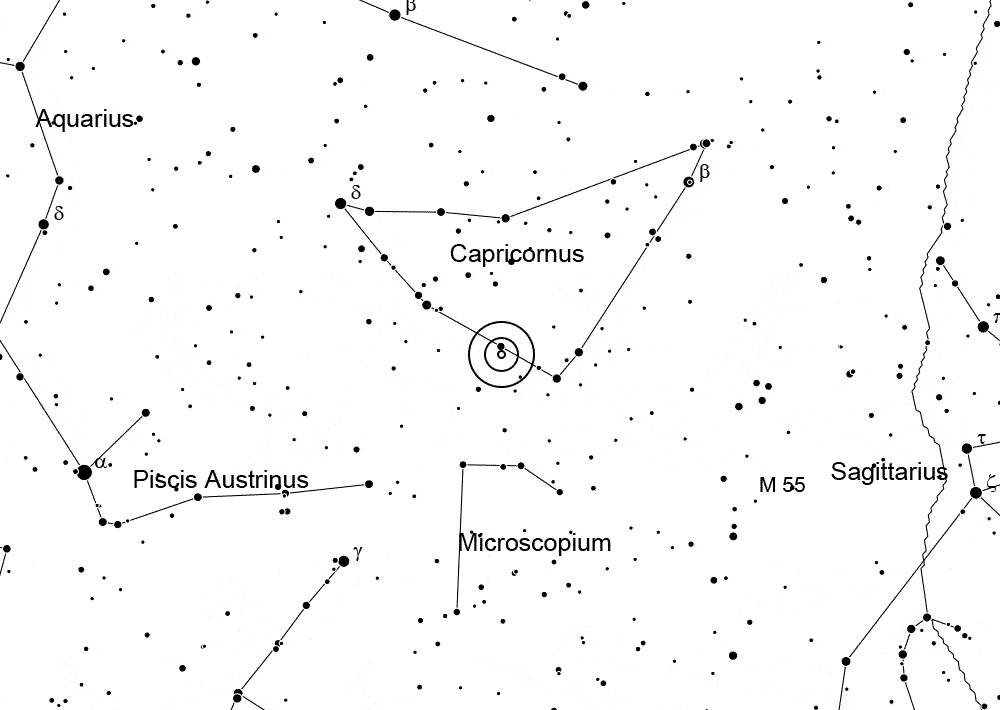 β
Aquarius
β
δ
δ
Capricornus
π
τ
α
Piscis Austrinus
Sagittarius
M 55
ζ
Microscopium
γ